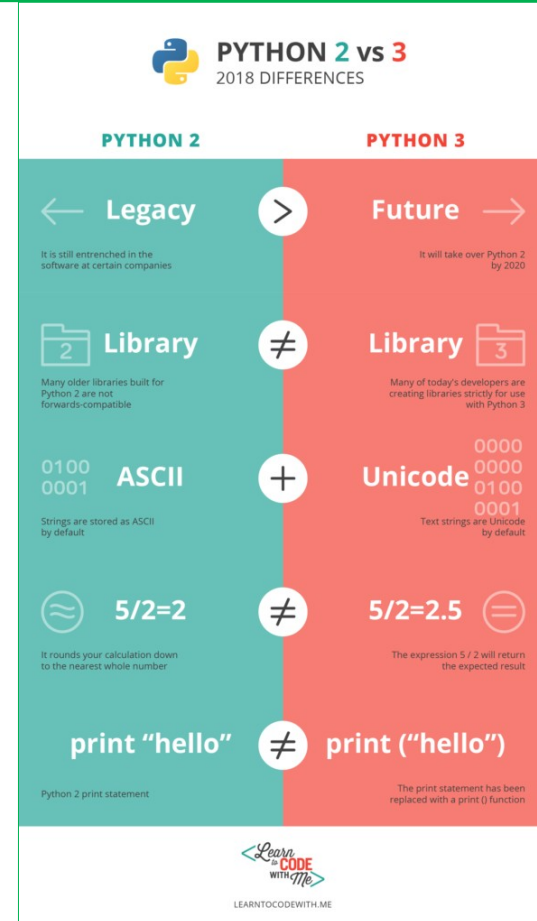 PYTHON 2 vs 3
2018 DIFFERENCES
PYTHON 2
PYTHON 3
← Legacy
>
Future →
It is still entrenched in the
software at certain companies
It will take over Python 2
by 2020
2
Library
≠
Library
3
Many older libraries built for
Python 2 are not
forwards-compatible
Many of today's developers are
creating libraries strictly for use
with Python 3
0100
0001
ASCII
+
Unicode
0000
0000
0100
0001
Strings are stored as ASCII
by default
Text strings are Unicode
by default
≈
5/2=2
≠
5/2=2.5
=
It rounds your calculation down
to the nearest whole number
The expression 5 / 2 will return
the expected result
print “hello”
≠
print (“hello”)
Python 2 print statement
The print statement has been
replaced with a print () function
<Learn
to CODE
WITH Me>
LEARNTOCODEWITH.ME